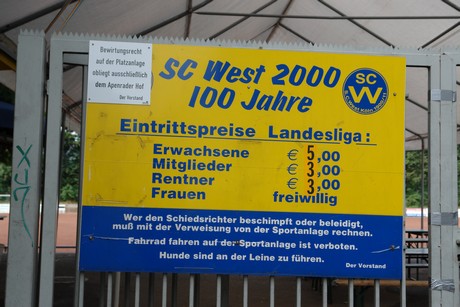 Bewirtungsrecht auf
auf der Platzanlage
obliegt ausschließlich
dem
Apenrader Hof
Der Vorstand
SC West 2000
100 Jahre
SC
W
Eintrittspreise Landesliga :
Erwachsene € 5,00
Mitglieder € 3,00
Rentner € 3,00
Frauen freiwillig
Wer den Schiedsrichter beschimpft oder beleidigt,
muß mit der Verweisung von der Sportanlage rechnen.
Fahrrad fahren auf der Sportanlage ist verboten.
Hunde sind an der Leine zu führen.
Der Vorstand